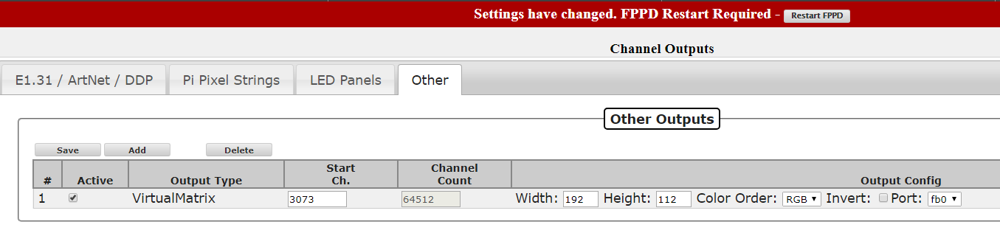 Settings have changed. FPPD Restart Required - Restart FPPD
Channel Outputs
E1.31 / ArtNet / DDP Pi Pixel Strings LED Panels Other
Other Outputs
Save Add Delete
# Active Output Type Start Ch. Channel Count Output Config
1 VirtualMatrix 3073 64512 Width: 192 Height: 112 Color Order: RGB Invert: Port: fb0